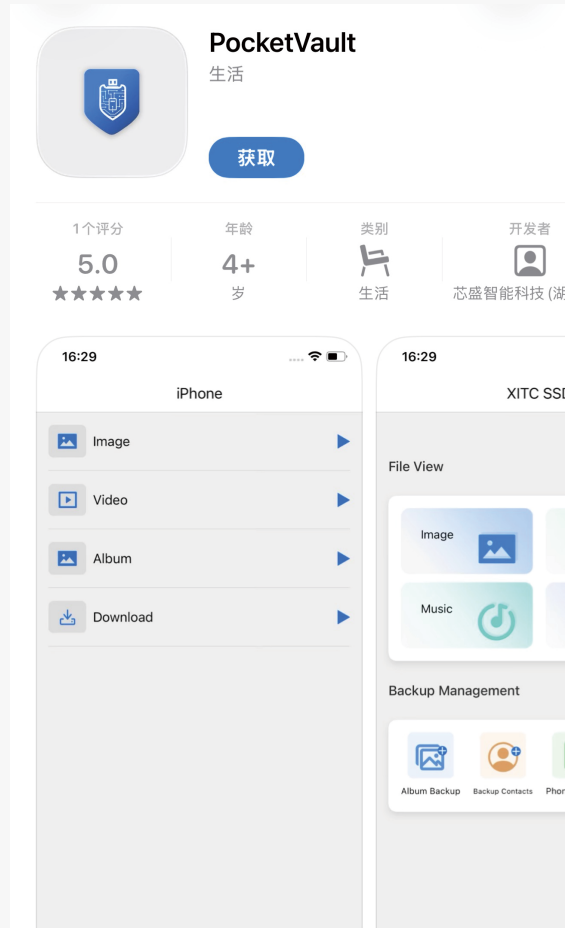 PocketVault
生活
获取
1个评分
年龄
类别
开发者
5.0
4+
岁
生活
芯盛智能科技 (湖
16:29
16:29
iPhone
XITC SSD
Image
Video
Album
Download
File View
Image
Music
Backup Management
Album Backup
Backup Contacts
Phon